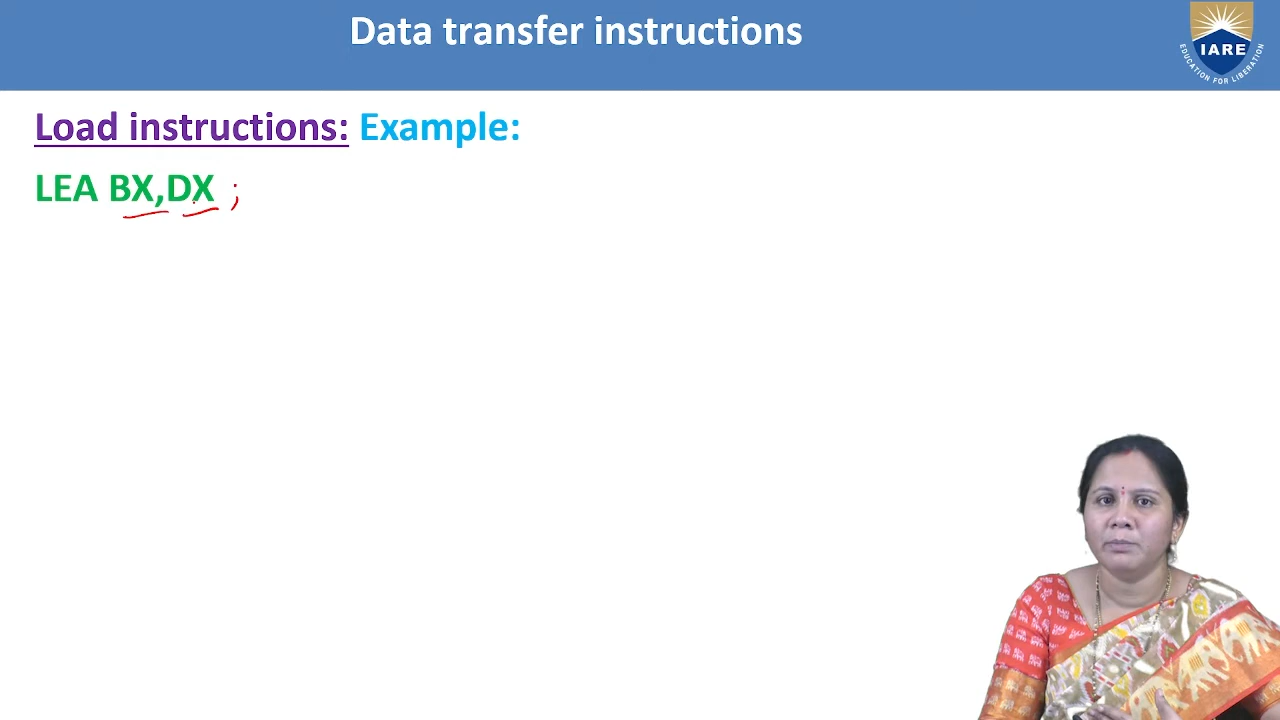 Data transfer instructions
IARE
EDUCATION FOR LIBERATION
Load instructions: Example:
LEA BX,DX ;